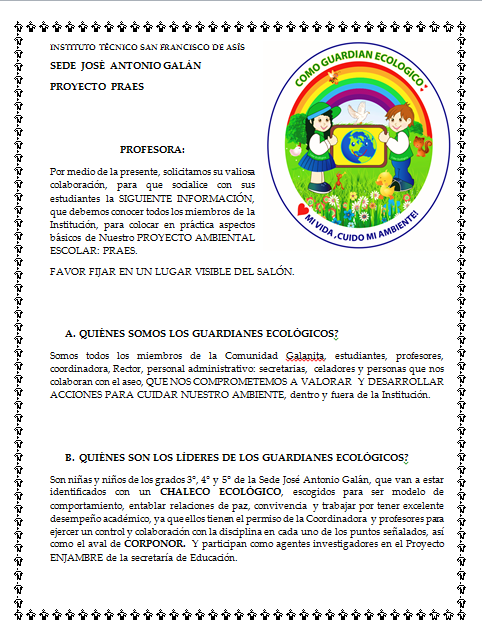 INSTITUTO TÉCNICO SAN FRANCISCO DE ASÍS
SEDE JOSÈ ANTONIO GALÁN
PROYECTO PRAES
COMO GUARDIAN ECOLOGICO:
MI VIDA ,CUIDO MI AMBIENTE!
PROFESORA:
Por medio de la presente, solicitamos su valiosa
colaboración, para que socialice con sus
estudiantes la SIGUIENTE INFORMACIÓN,
que debemos conocer todos los miembros de la
Institución, para colocar en práctica aspectos
básicos de Nuestro PROYECTO AMBIENTAL
ESCOLAR: PRAES.
FAVOR FIJAR EN UN LUGAR VISIBLE DEL SALÓN.
A. QUIÈNES SOMOS LOS GUARDIANES ECOLÓGICOS?
Somos todos los miembros de la Comunidad Galanita, estudiantes, profesores,
coordinadora, Rector, personal administrativo: secretarias, celadores y personas que nos
colaboran con el aseo, QUE NOS COMPROMETEMOS A VALORAR Y DESARROLLAR
ACCIONES PARA CUIDAR NUESTRO AMBIENTE, dentro y fuera de la Institución.
B. QUIÈNES SON LOS LÍDERES DE LOS GUARDIANES ECOLÓGICOS?
Son niñas y niños de los grados 3°, 4° y 5° de la Sede José Antonio Galán, que van a estar
identificados con un CHALECO ECOLÓGICO, escogidos para ser modelo de
comportamiento, entablar relaciones de paz, convivencia y trabajar por tener excelente
desempeño académico, ya que ellos tienen el permiso de la Coordinadora y profesores para
ejercer un control y colaboración con la disciplina en cada uno de los puntos señalados, así
como el aval de CORPONOR. Y participan como agentes investigadores en el Proyecto
ENJAMBRE de la secretaría de Educación.